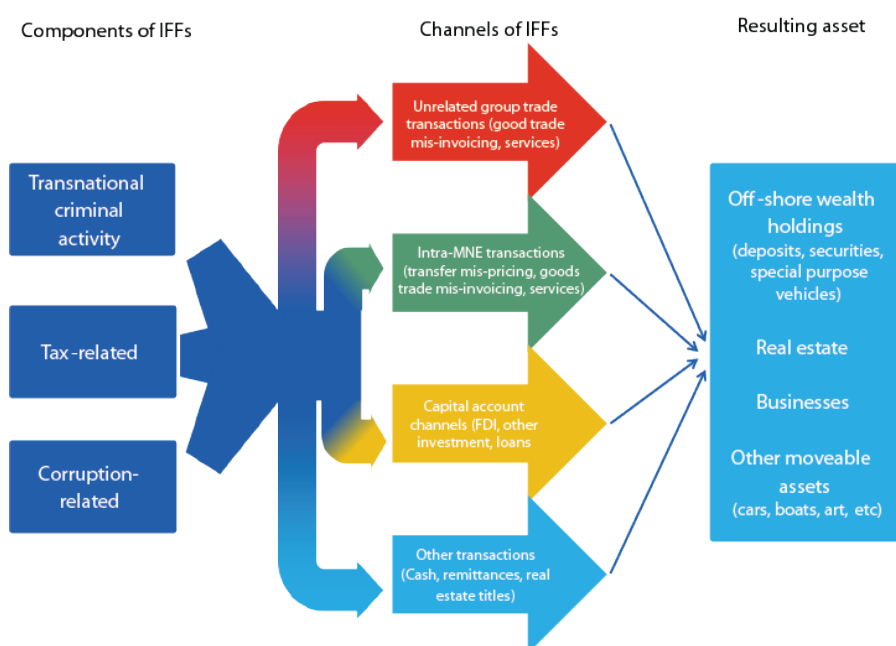 Components of IFFs
Channels of IFFs
Resulting asset
Transnational
criminal
activity
Tax-related
Corruption-
related
Unrelated group trade
transactions (good trade
mis-invoicing, services)
Intra-MNE transactions
(transfer mis-pricing, goods
trade mis-invoicing, services)
Capital account
channels (FDI, other
investment, loans
Other transactions
(Cash, remittances, real
estate titles)
Off-shore wealth
holdings
(deposits, securities,
special purpose
vehicles)
Real estate
Businesses
Other moveable
assets
(cars, boats, art, etc)